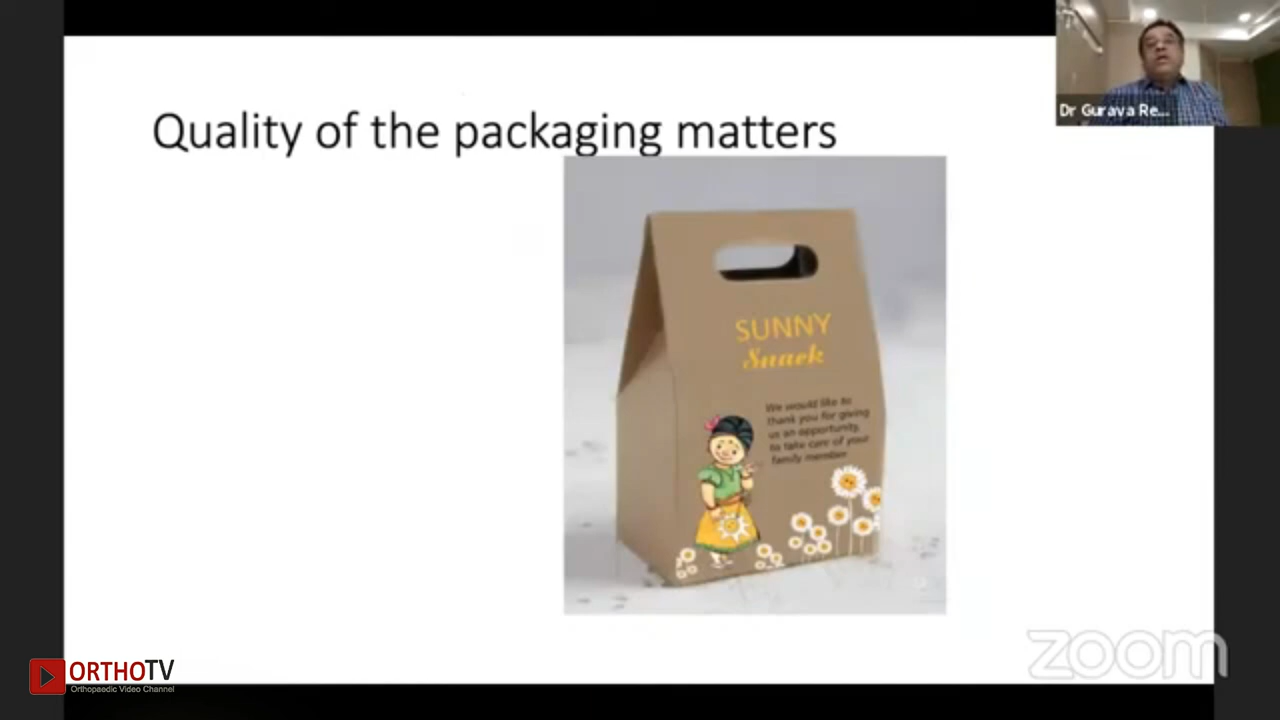 Dr Gurava Re...
Quality of the packaging matters
SUNNY
Snack
We would like to
thank you for giving
us an opportunity,
to take care of your
family member
ORTHOTV
Orthopaedic Video Channel
zoom